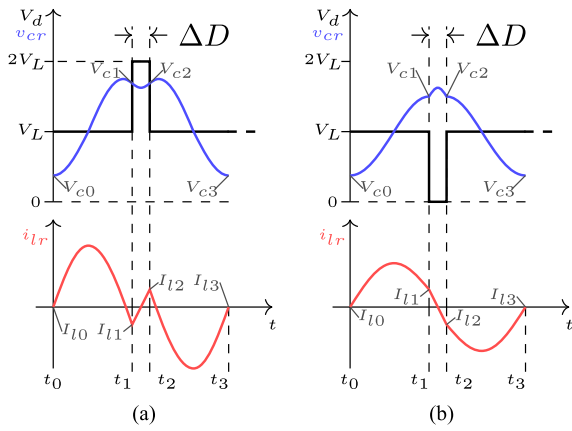 V_d
v_cr
2V_L
V_L
0
ΔD
V_c1
V_c2
V_c0
V_c3
i_lr
I_l0
I_l1
I_l2
I_l3
t
t_0
t_1
t_2
t_3
(a)
V_d
v_cr
V_L
0
ΔD
V_c1
V_c2
V_c0
V_c3
i_lr
I_l0
I_l1
I_l2
I_l3
t
t_0
t_1
t_2
t_3
(b)